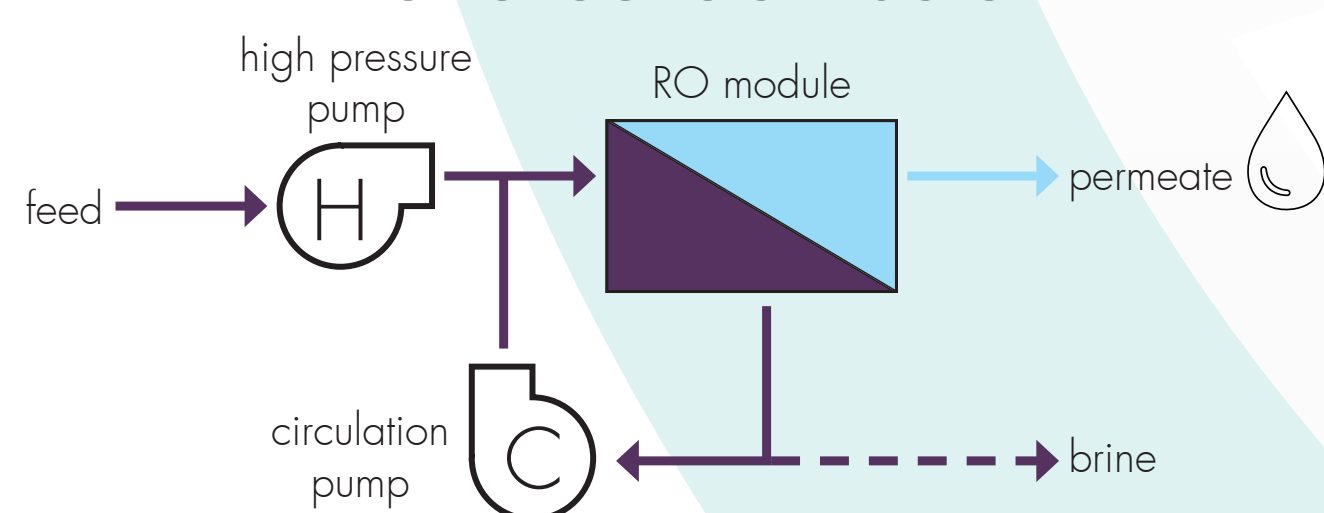 high pressure
pump
RO module
feed
H
permeate
circulation
pump
C
brine